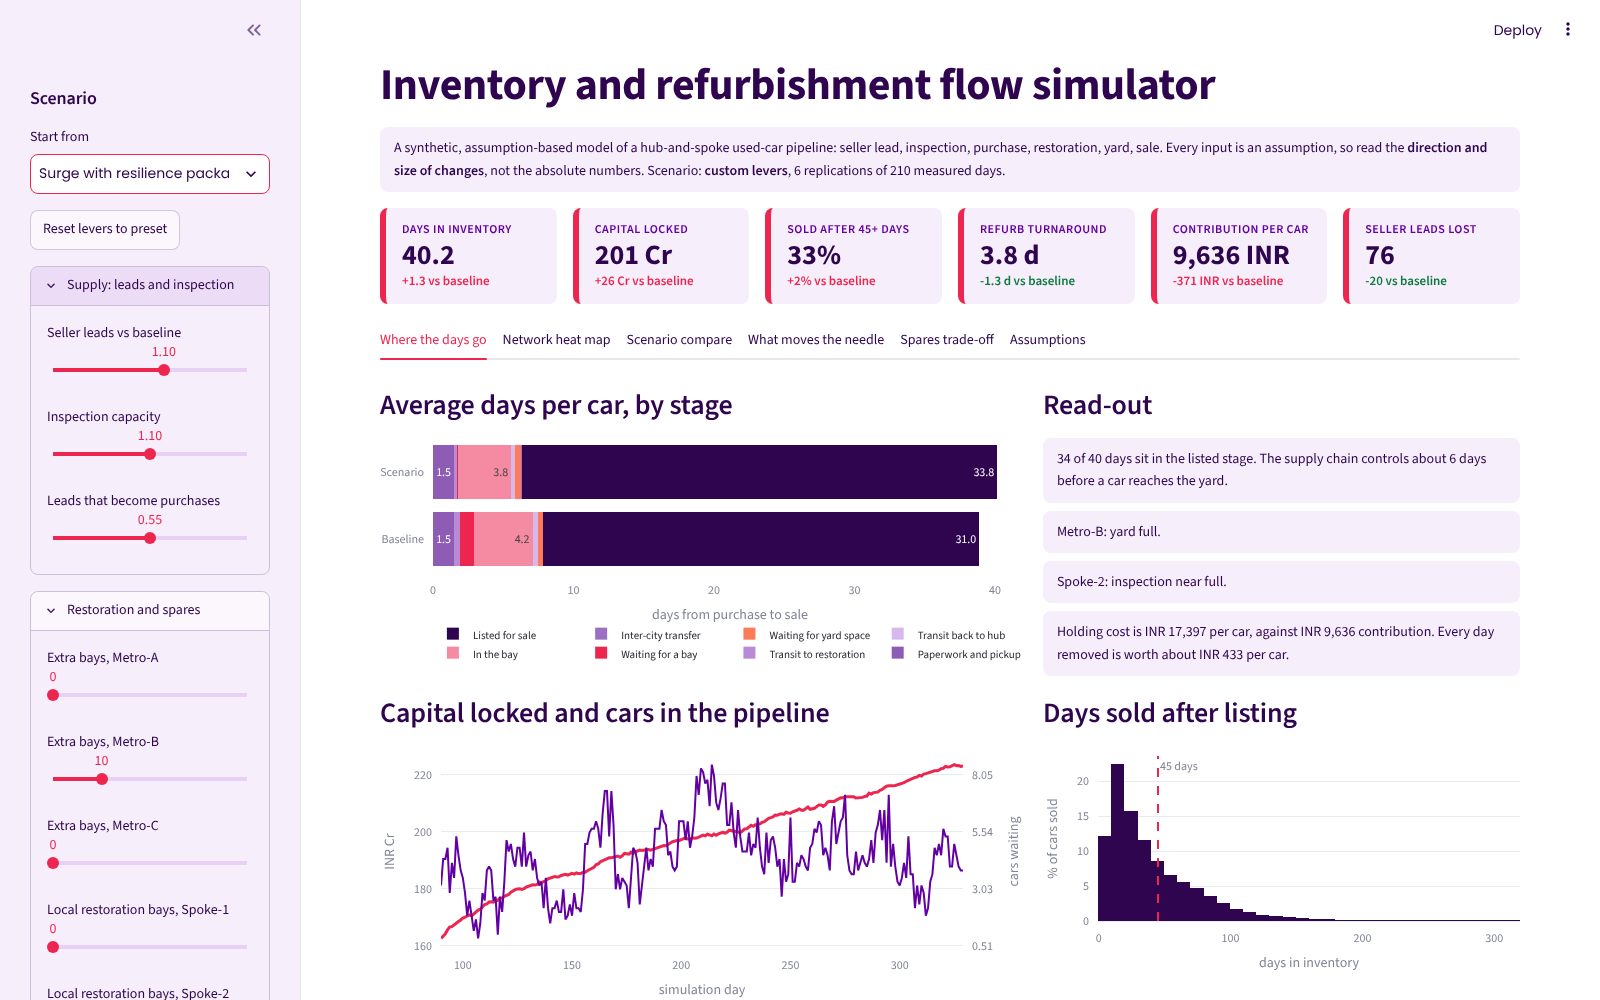 Deploy
Scenario
Start from
Surge with resilience packa
Reset levers to preset
Supply: leads and inspection
Seller leads vs baseline
1.10
Inspection capacity
1.10
Leads that become purchases
0.55
Restoration and spares
Extra bays, Metro-A
0
Extra bays, Metro-B
10
Extra bays, Metro-C
0
Local restoration bays, Spoke-1
0
Local restoration bays, Spoke-2
Inventory and refurbishment flow simulator
A synthetic, assumption-based model of a hub-and-spoke used-car pipeline: seller lead, inspection, purchase, restoration, yard, sale. Every input is an assumption, so read the direction and
size of changes, not the absolute numbers. Scenario: custom levers, 6 replications of 210 measured days.
DAYS IN INVENTORY
40.2
+1.3 vs baseline
CAPITAL LOCKED
201 Cr
+26 Cr vs baseline
SOLD AFTER 45+ DAYS
33%
+2% vs baseline
REFURB TURNAROUND
3.8 d
-1.3 d vs baseline
CONTRIBUTION PER CAR
9,636 INR
-371 INR vs baseline
SELLER LEADS LOST
76
-20 vs baseline
Where the days go
Network heat map
Scenario compare
What moves the needle
Spares trade-off
Assumptions
Average days per car, by stage
Scenario
1.5
3.8
33.8
Baseline
1.5
4.2
31.0
0
10
20
30
40
days from purchase to sale
Listed for sale
Inter-city transfer
Waiting for yard space
Transit back to hub
In the bay
Waiting for a bay
Transit to restoration
Paperwork and pickup
Read-out
34 of 40 days sit in the listed stage. The supply chain controls about 6 days
before a car reaches the yard.
Metro-B: yard full.
Spoke-2: inspection near full.
Holding cost is INR 17,397 per car, against INR 9,636 contribution. Every day
removed is worth about INR 433 per car.
Capital locked and cars in the pipeline
220
200
180
160
INR Cr
8.05
5.54
3.03
0.51
cars waiting
100
150
200
250
300
simulation day
Days sold after listing
45 days
20
15
10
5
0
% of cars sold
0
100
200
300
days in inventory